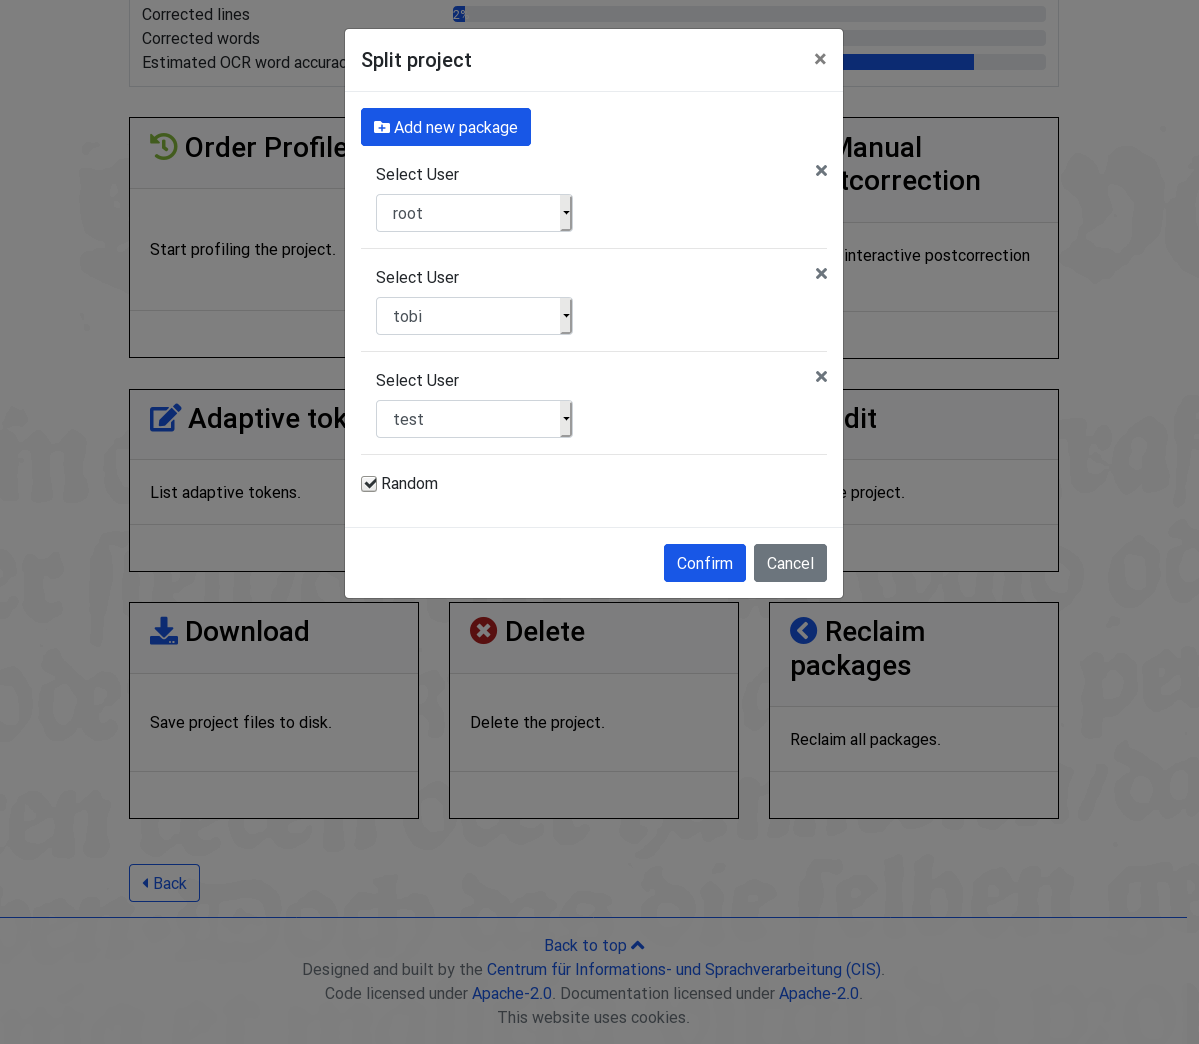 Corrected lines
2%
Corrected words
Estimated OCR word accurac
Split project
×
Add new package
Select User
root
Select User
tobi
Select User
test
Random
Confirm
Cancel
Order Profile
Start profiling the project.
Manual
tcorrection
interactive postcorrection
Adaptive tok
List adaptive tokens.
dit
e project.
Download
Save project files to disk.
Delete
Delete the project.
Reclaim
packages
Reclaim all packages.
Back
Back to top
Designed and built by the Centrum für Informations- und Sprachverarbeitung (CIS).
Code licensed under Apache-2.0. Documentation licensed under Apache-2.0.
This website uses cookies.